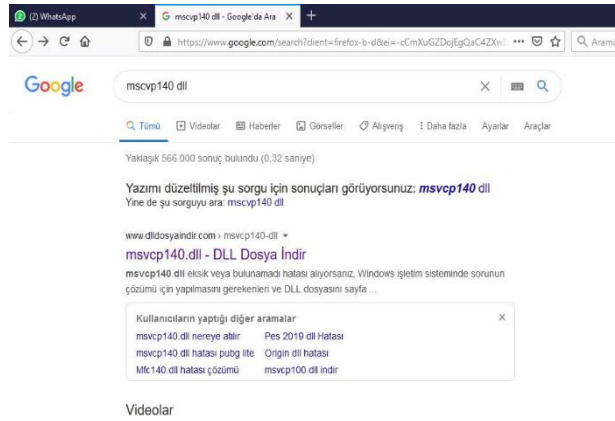 (2) WhatsApp
mscvp140 dll - Google'da Ara
https://www.google.com/search?client=firefox-b-d&ei=-cCmXuGZDojEgQaC4ZXwD
Arama
Google
mscvp140 dll
Tümü Videolar Haberler Görseller Alışveriş Daha fazla Ayarlar Araçlar
Yaklaşık 566.000 sonuç bulundu (0,32 saniye)
Yazımı düzeltilmiş şu sorgu için sonuçları görüyorsunuz: msvcp140 dll
Yine de şu sorguyu ara: mscvp140 dll
www.dlldosyaindir.com › msvcp140-dll
msvcp140.dll - DLL Dosya İndir
msvcp140 dll eksik veya bulunamadı hatası alıyorsanız, Windows işletim sisteminde sorunun
çözümü için yapılması gerekenleri ve DLL dosyasını sayfa ...
Kullanıcıların yaptığı diğer aramalar
msvcp140.dll nereye atılır Pes 2019 dll Hatası
msvcp140.dll hatası pubg lite Origin dll hatası
Mfc140.dll hatası çözümü msvcp100.dll indir
Videolar